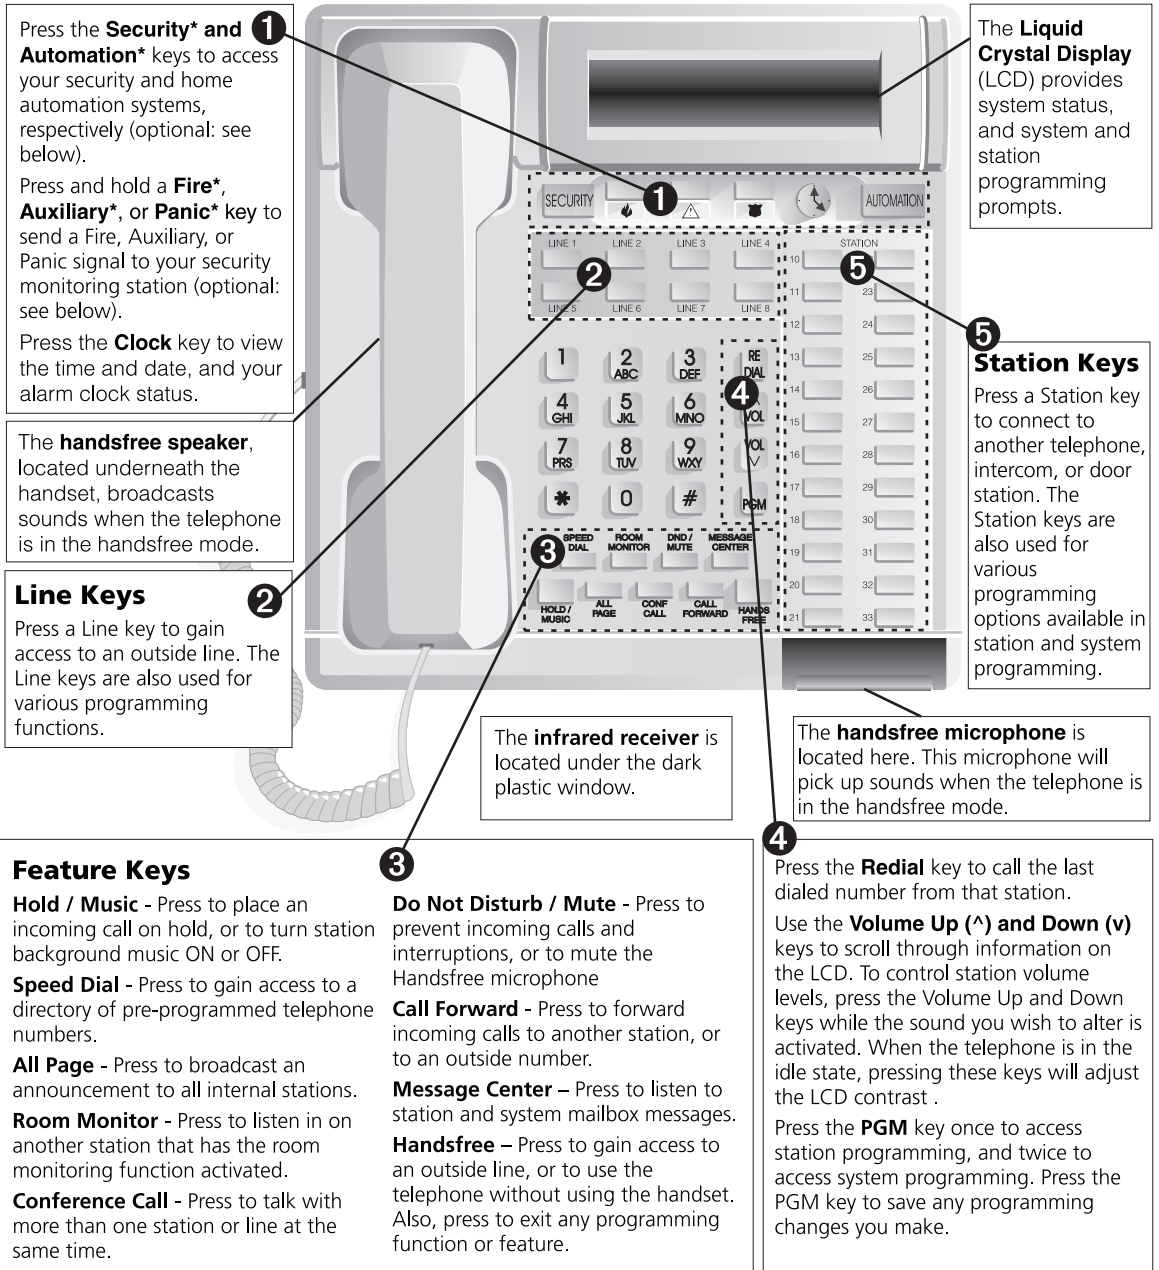 Press the Security* and
Automation* keys to access
your security and home
automation systems,
respectively (optional: see
below).
Press and hold a Fire*,
Auxiliary*, or Panic* key to
send a Fire, Auxiliary, or
Panic signal to your security
monitoring station (optional:
see below).
Press the Clock key to view
the time and date, and your
alarm clock status.
1
The handsfree speaker,
located underneath the
handset, broadcasts
sounds when the telephone
is in the handsfree mode.
Line Keys
2
Press a Line key to gain
access to an outside line. The
Line keys are also used for
various programming
functions.
The Liquid
Crystal Display
(LCD) provides
system status,
and system and
station
programming
prompts.
SECURITY
1
AUTOMATION
LINE 1 LINE 2 LINE 3 LINE 4
2
LINE 5 LINE 6 LINE 7 LINE 8
STATION
5
10
11 23
12 24
13 25
14 26
15 27
16 28
17 29
18 30
19 31
20 32
21 33
1 2 ABC 3 DEF RE DIAL
4 GHI 5 JKL 6 MNO ^ VOL
4
7 PRS 8 TUV 9 WXY VOL v
* 0 # PGM
3
SPEED DIAL ROOM MONITOR DND / MUTE MESSAGE CENTER
HOLD / MUSIC ALL PAGE CONF CALL CALL FORWARD HANDS FREE
5
Station Keys
Press a Station key
to connect to
another telephone,
intercom, or door
station. The
Station keys are
also used for
various
programming
options available in
station and system
programming.
The infrared receiver is
located under the dark
plastic window.
The handsfree microphone is
located here. This microphone will
pick up sounds when the telephone is
in the handsfree mode.
Feature Keys
3
Hold / Music - Press to place an
incoming call on hold, or to turn station
background music ON or OFF.
Speed Dial - Press to gain access to a
directory of pre-programmed telephone
numbers.
All Page - Press to broadcast an
announcement to all internal stations.
Room Monitor - Press to listen in on
another station that has the room
monitoring function activated.
Conference Call - Press to talk with
more than one station or line at the
same time.
Do Not Disturb / Mute - Press to
prevent incoming calls and
interruptions, or to mute the
Handsfree microphone
Call Forward - Press to forward
incoming calls to another station, or
to an outside number.
Message Center – Press to listen to
station and system mailbox messages.
Handsfree – Press to gain access to
an outside line, or to use the
telephone without using the handset.
Also, press to exit any programming
function or feature.
4
Press the Redial key to call the last
dialed number from that station.
Use the Volume Up (^) and Down (v)
keys to scroll through information on
the LCD. To control station volume
levels, press the Volume Up and Down
keys while the sound you wish to alter is
activated. When the telephone is in the
idle state, pressing these keys will adjust
the LCD contrast .
Press the PGM key once to access
station programming, and twice to
access system programming. Press the
PGM key to save any programming
changes you make.